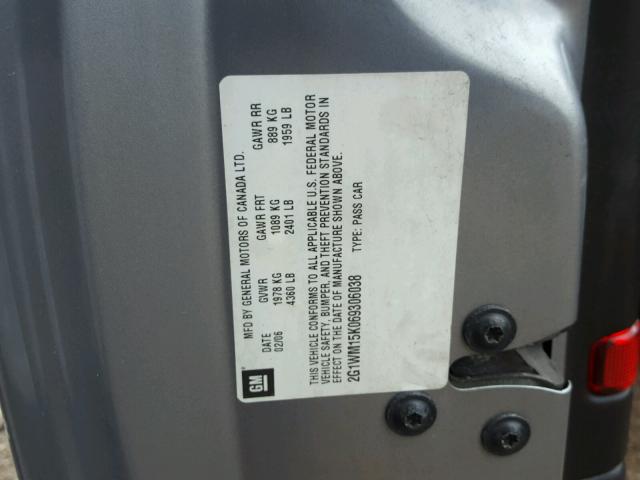 MFD BY GENERAL MOTORS OF CANADA LTD.
DATE GVWR GAWR FRT GAWR RR
02/06 1978 KG 1089 KG 889 KG
4360 LB 2401 LB 1959 LB
THIS VEHICLE CONFORMS TO ALL APPLICABLE U.S. FEDERAL MOTOR
VEHICLE SAFETY, BUMPER, AND THEFT PREVENTION STANDARDS IN
EFFECT ON THE DATE OF MANUFACTURE SHOWN ABOVE.
2G1WM15K069306038 TYPE: PASS CAR
GM